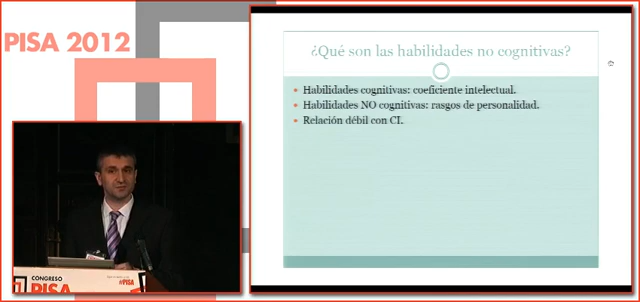 PISA 2012
¿Qué son las habilidades no cognitivas?
Habilidades cognitivas: coeficiente intelectual.
Habilidades NO cognitivas: rasgos de personalidad.
Relación débil con CI.
CONGRESO
PISA
#PISA